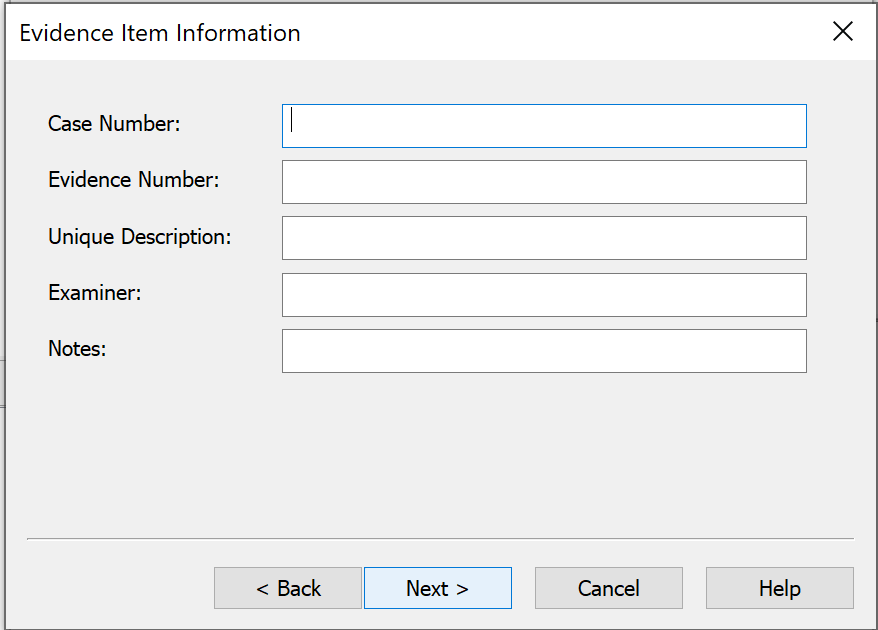 Evidence Item Information
Case Number:
Evidence Number:
Unique Description:
Examiner:
Notes:
< Back Next > Cancel Help